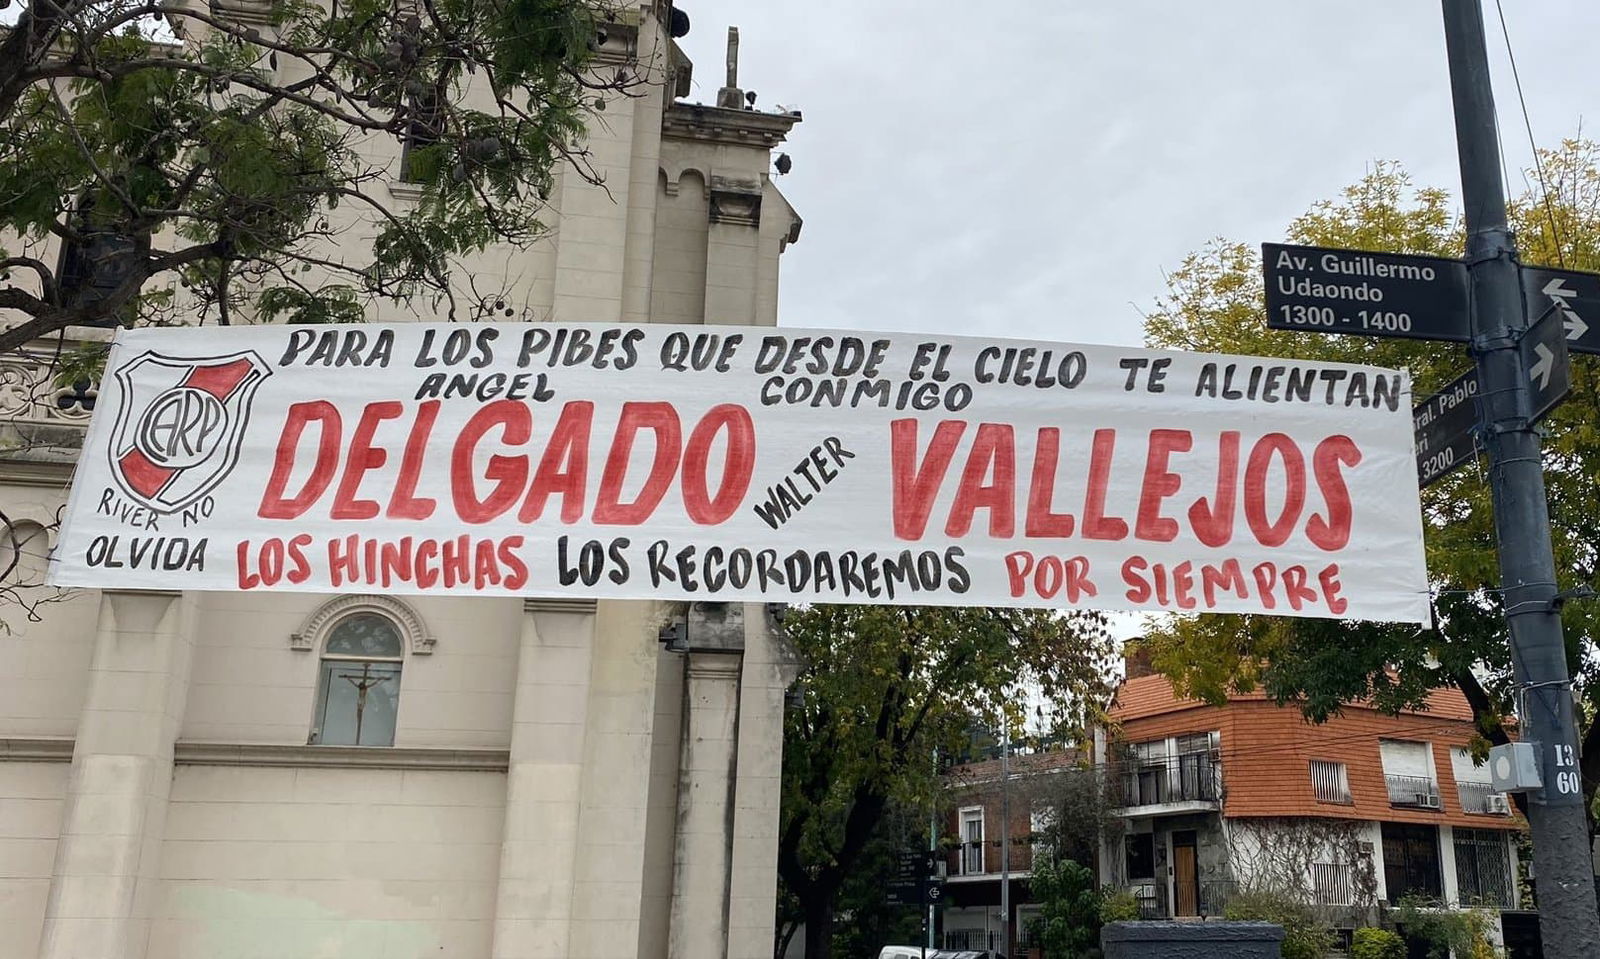 PARA LOS PIBES QUE DESDE EL CIELO TE ALIENTAN
ANGEL CONMIGO
DELGADO WALTER VALLEJOS
CARP
RIVER NO
OLVIDA
LOS HINCHAS LOS RECORDAREMOS POR SIEMPRE
Av. Guillermo
Udaondo
1300 - 1400
Pablo
3200
13
60